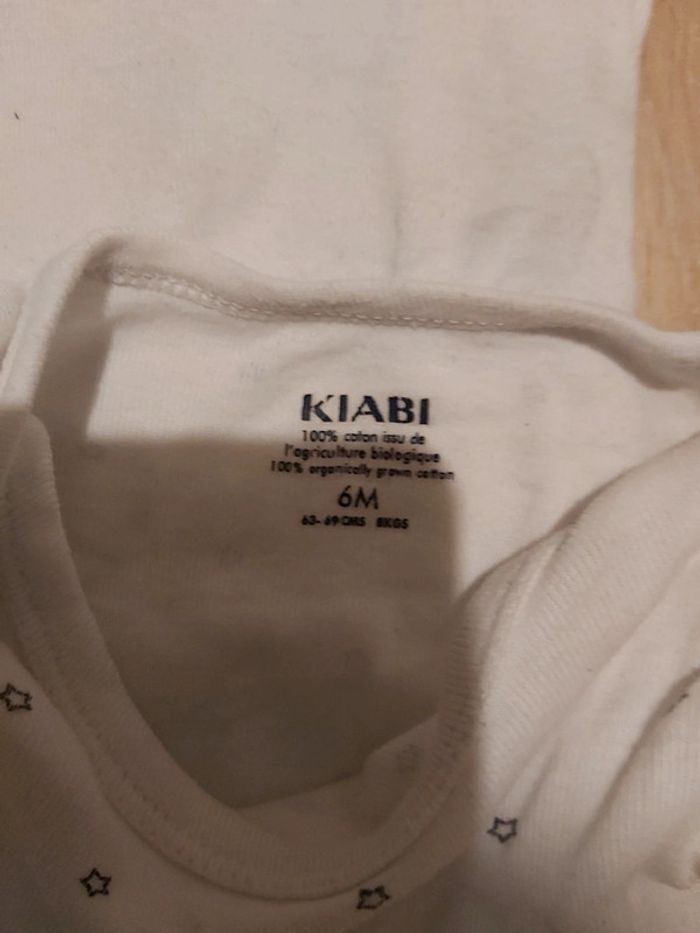 KIABI
100% coton issu de
l'agriculture biologique
100% organically grown cotton
6M
63-69CMS 8KGS